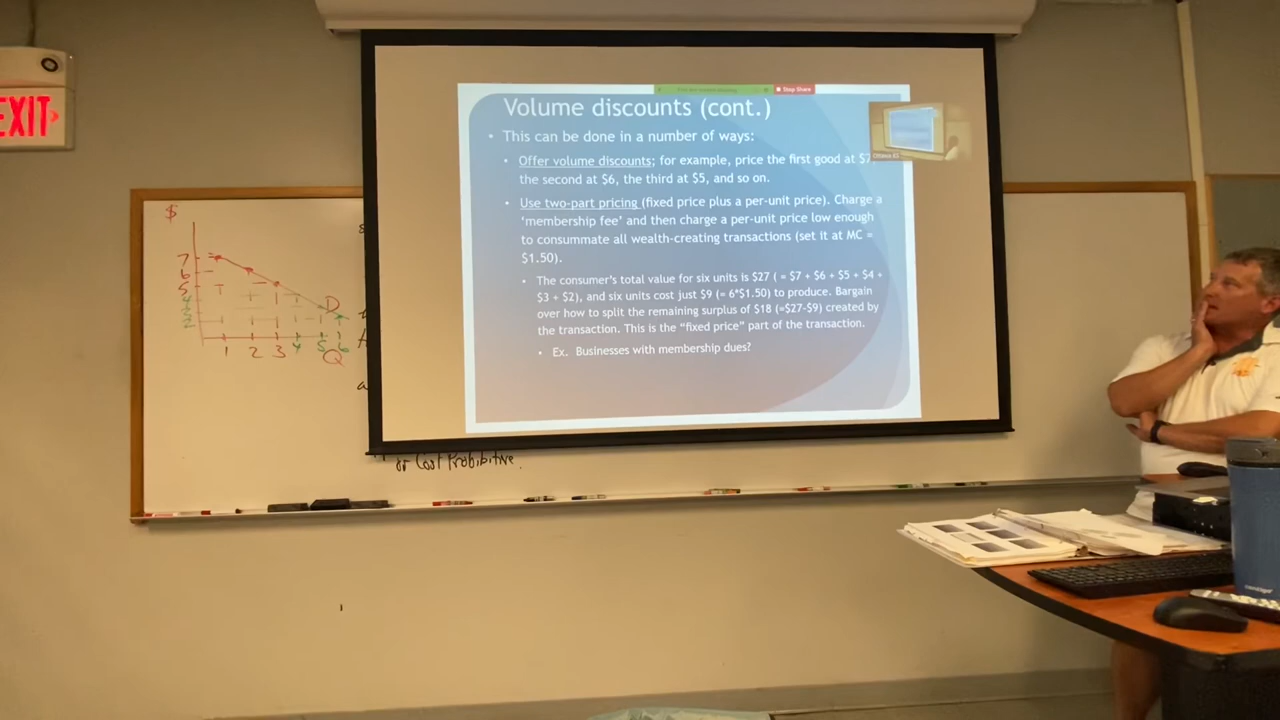 EXIT
Stop Share
Volume discounts (cont.)
• This can be done in a number of ways:
• Offer volume discounts; for example, price the first good at $7,
the second at $6, the third at $5, and so on.
• Use two-part pricing (fixed price plus a per-unit price). Charge a
‘membership fee’ and then charge a per-unit price low enough
to consummate all wealth-creating transactions (set it at MC =
$1.50).
• The consumer's total value for six units is $27 ( = $7 + $6 + $5 + $4 +
$3 + $2), and six units cost just $9 (= 6*$1.50) to produce. Bargain
over how to split the remaining surplus of $18 (=$27-$9) created by
the transaction. This is the “fixed price” part of the transaction.
• Ex. Businesses with membership dues?
$
7
6
5
D
1 2 3 4 5 6
Q
or Cost Prohibitive.